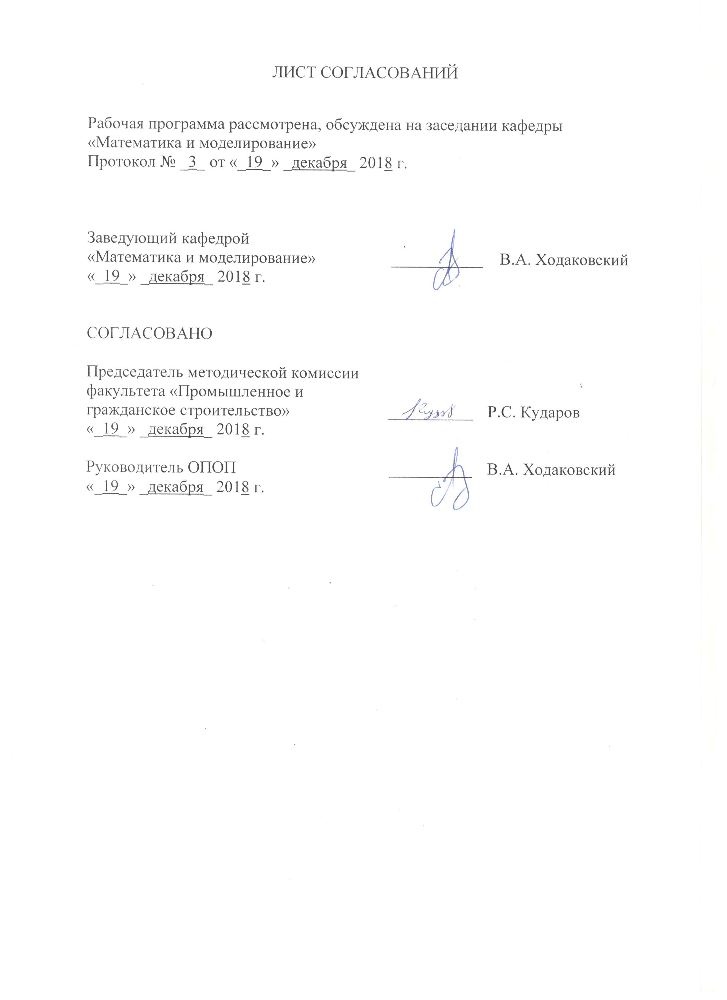 ЛИСТ СОГЛАСОВАНИЙ
Рабочая программа рассмотрена, обсуждена на заседании кафедры
«Математика и моделирование»
Протокол № _3_ от «_19_» _декабря_ 2018 г.
Заведующий кафедрой
«Математика и моделирование» ___________ В.А. Ходаковский
«_19_» _декабря_ 2018 г.
СОГЛАСОВАНО
Председатель методической комиссии
факультета «Промышленное и
гражданское строительство» __________ Р.С. Кударов
«_19_» _декабря_ 2018 г.
Руководитель ОПОП __________ В.А. Ходаковский
«_19_» _декабря_ 2018 г.